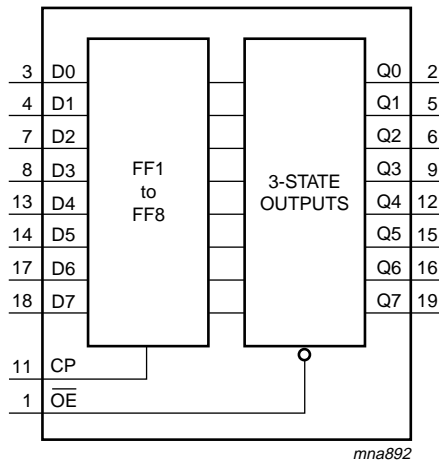 3 D0 Q0 2
4 D1 Q1 5
7 D2 Q2 6
8 D3 FF1 Q3 9
to 3-STATE
13 D4 FF8 OUTPUTS Q4 12
14 D5 Q5 15
17 D6 Q6 16
18 D7 Q7 19
11 CP
1 O̅E̅
mna892